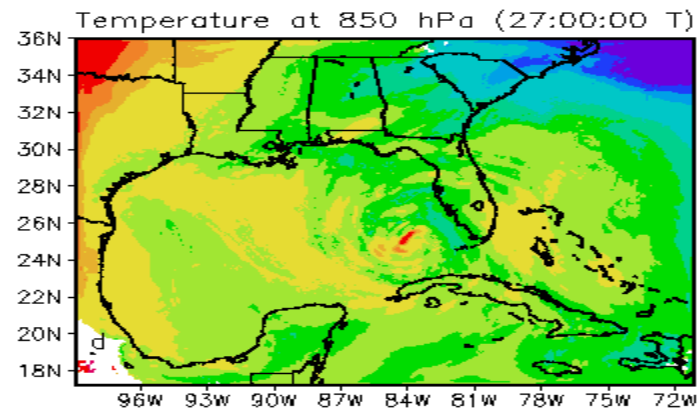 Temperature at 850 hPa (27:00:00 T)
36N
34N
32N
30N
28N
26N
24N
22N
20N
18N
d
96W 93W 90W 87W 84W 81W 78W 75W 72W